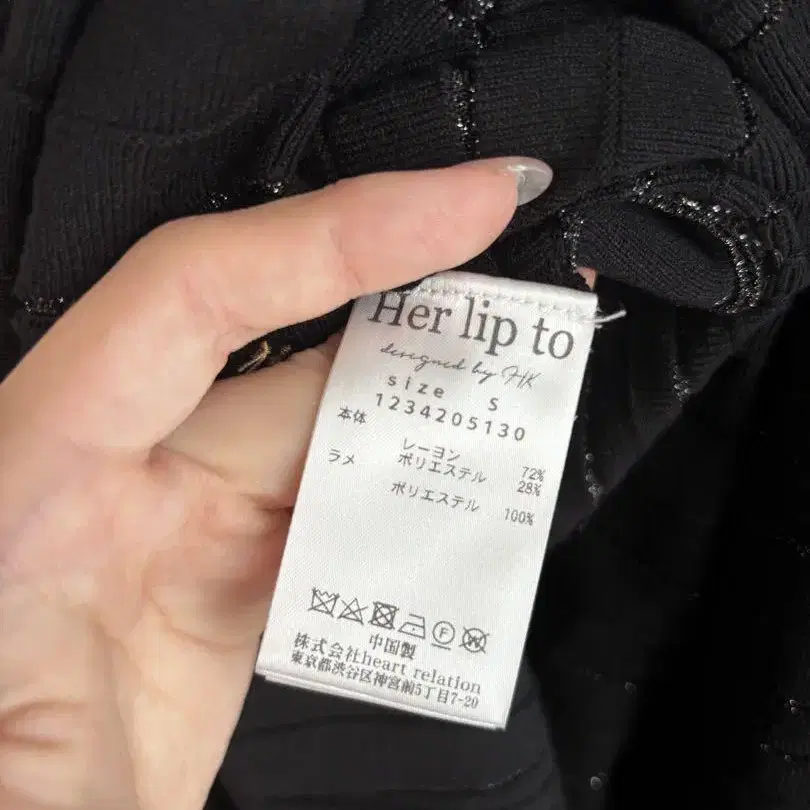 Her lip to
designed by HK
size S
1234205130
本体 レーヨン 72%
ポリエステル 28%
ラメ ポリエステル 100%
中国製
株式会社heart relation
東京都渋谷区神宮前5丁目7-20